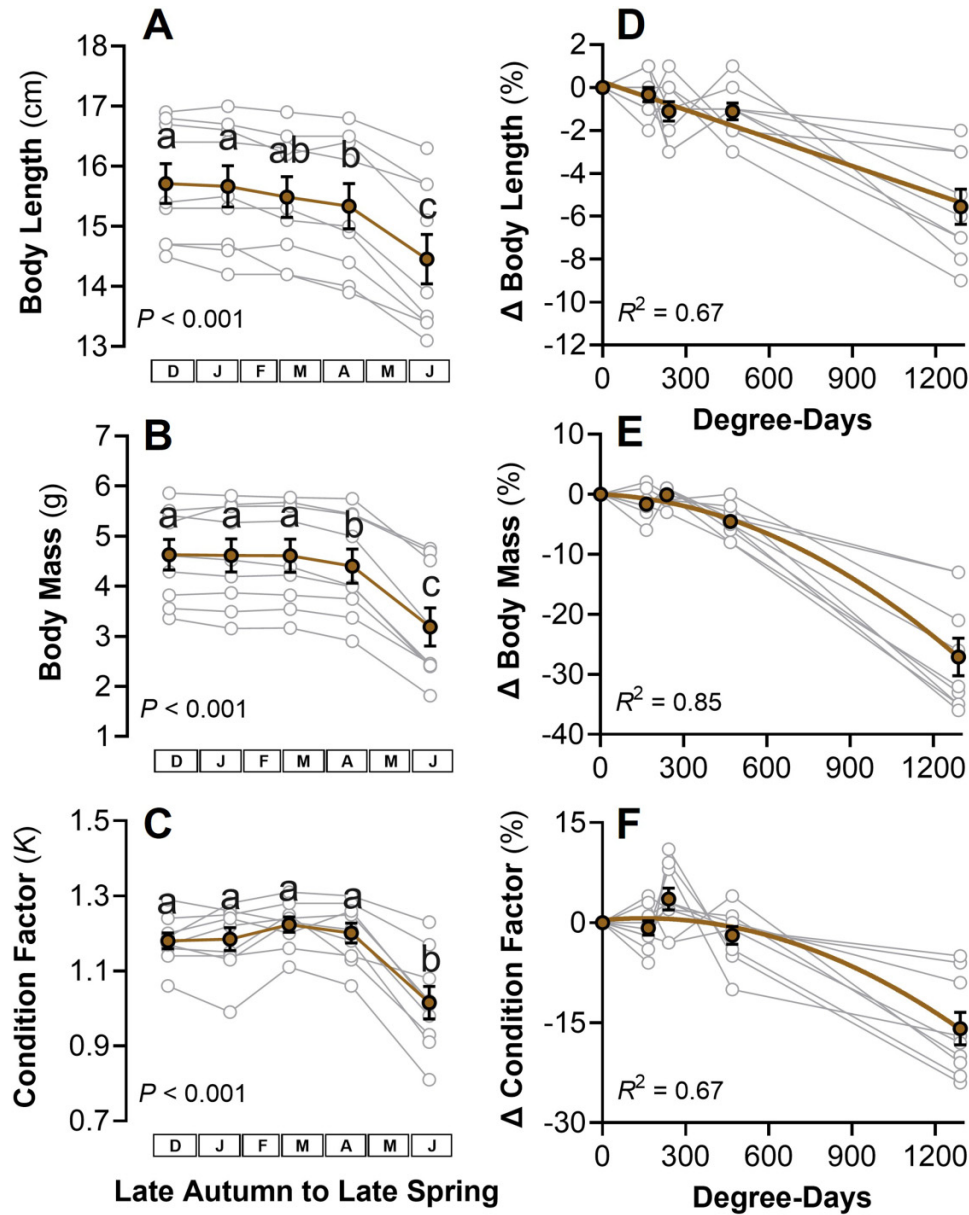 A
18
17
16
15
14
13
Body Length (cm)
a a ab b c
P < 0.001
D J F M A M J
D
2
0
-2
-4
-6
-8
-10
-12
Δ Body Length (%)
R² = 0.67
0 300 600 900 1200
Degree-Days
B
7
6
5
4
3
2
1
Body Mass (g)
a a a b c
P < 0.001
D J F M A M J
E
10
0
-10
-20
-30
-40
Δ Body Mass (%)
R² = 0.85
0 300 600 900 1200
C
1.5
1.3
1.1
0.9
0.7
Condition Factor (K)
a a a a b
P < 0.001
D J F M A M J
Late Autumn to Late Spring
F
15
0
-15
-30
Δ Condition Factor (%)
R² = 0.67
0 300 600 900 1200
Degree-Days